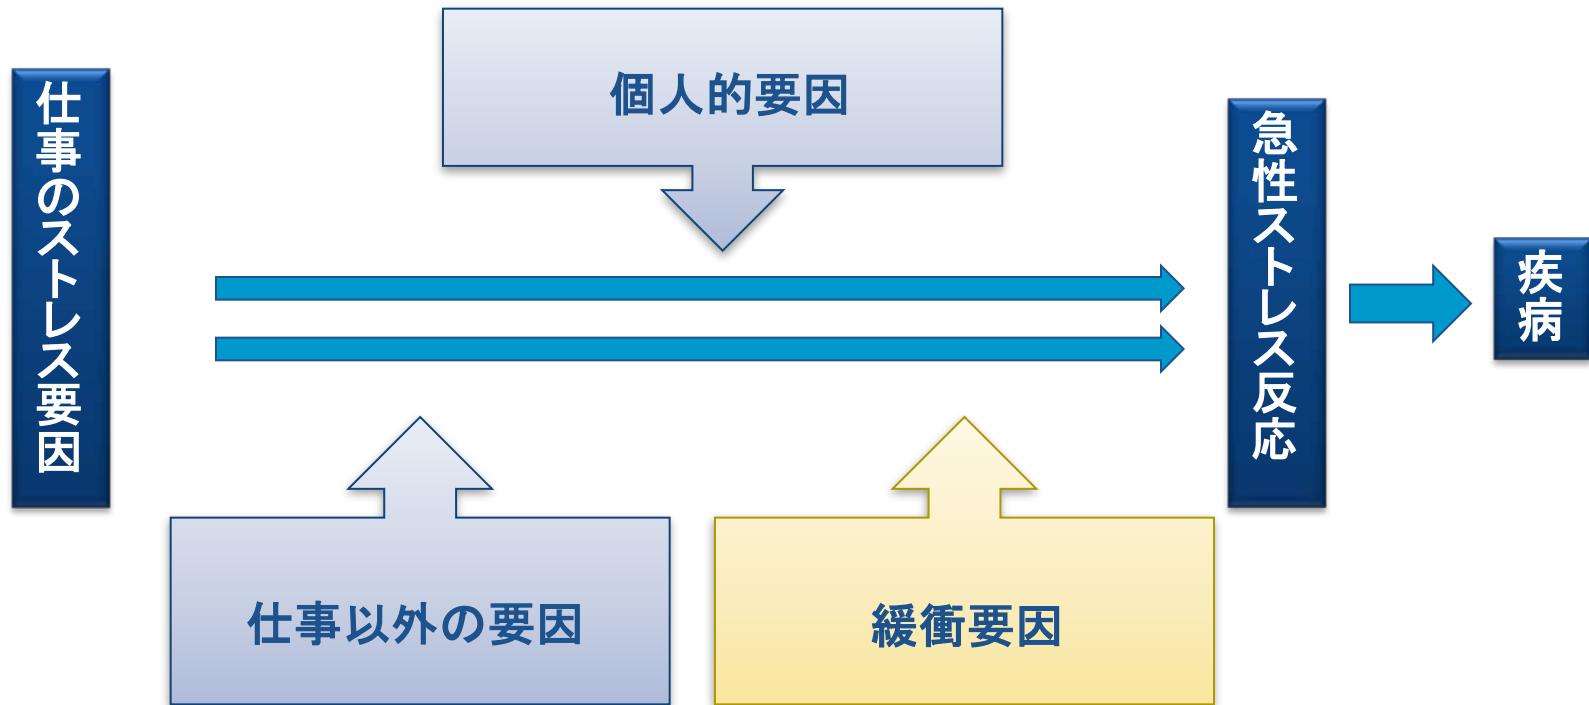 個人的要因
仕事のストレス要因
急性ストレス反応
疾病
仕事以外の要因
緩衝要因